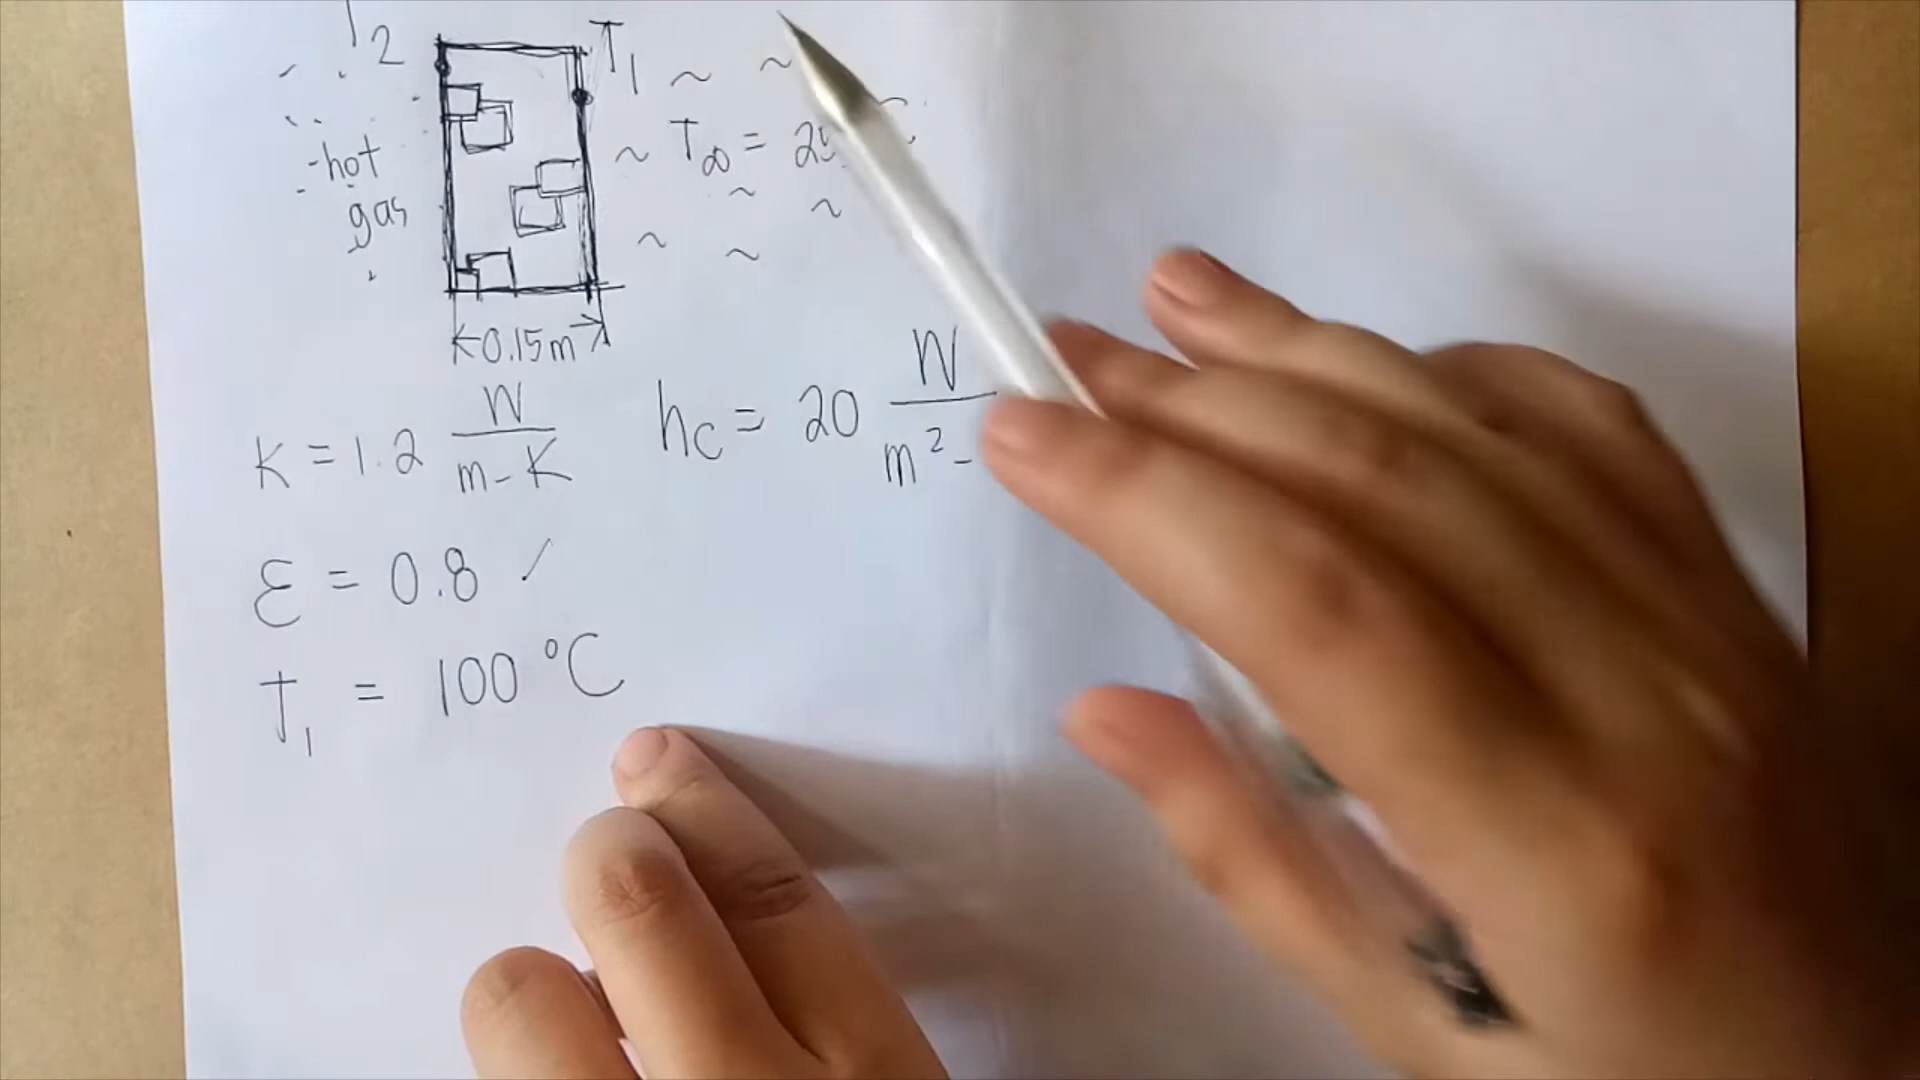 T2
T1
hot
gas
T∞ =
0.15m
K = 1.2 W/m-K
hc = 20 W/m²-
ε = 0.8
T1 = 100 °C